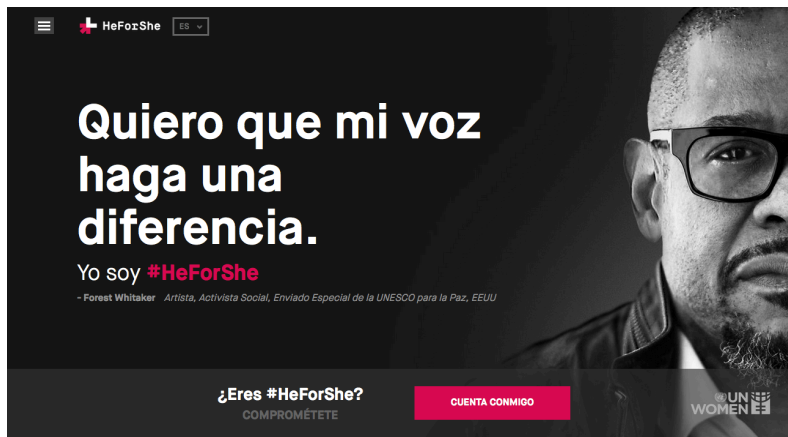 HeForShe ES
Quiero que mi voz
haga una
diferencia.
Yo soy #HeForShe
- Forest Whitaker Artista, Activista Social, Enviado Especial de la UNESCO para la Paz, EEUU
¿Eres #HeForShe?
COMPROMÉTETE
CUENTA CONMIGO
UN
WOMEN